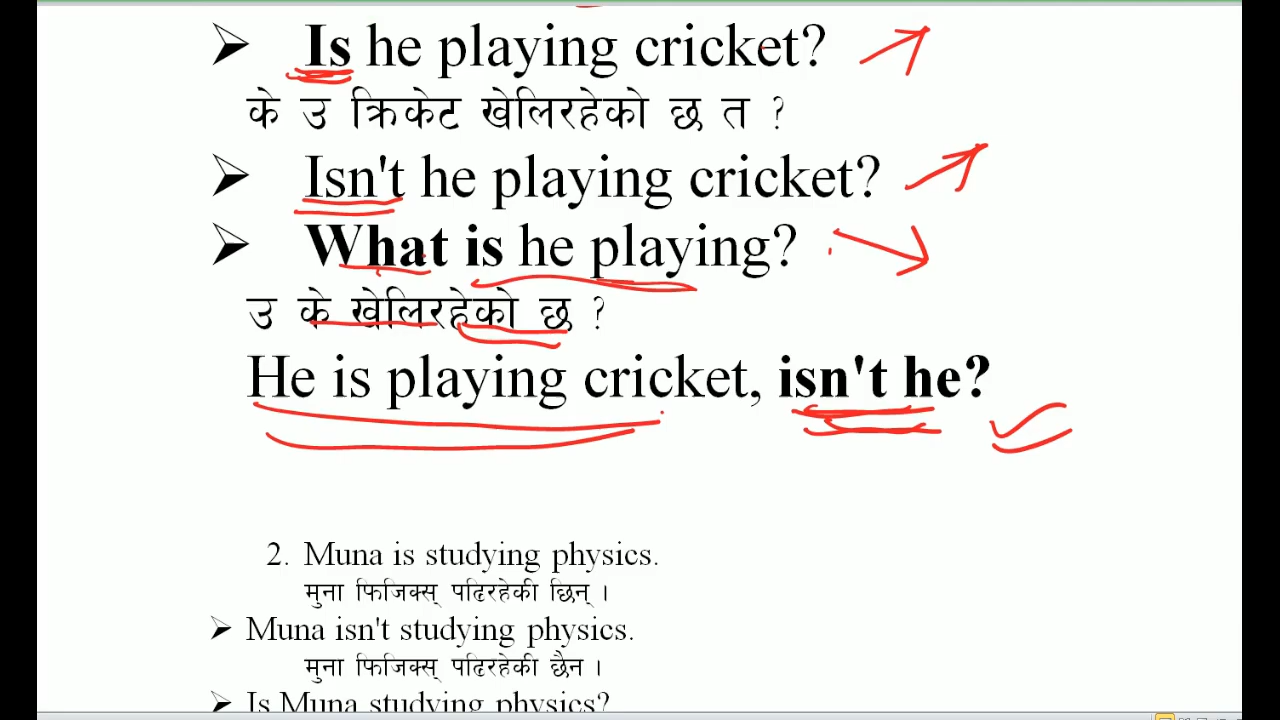 ➢ Is he playing cricket?
के उ क्रिकेट खेलिरहेको छ त ?
➢ Isn't he playing cricket?
➢ What is he playing?
उ के खेलिरहेको छ ?
He is playing cricket, isn't he?
2. Muna is studying physics.
मुना फिजिक्स् पढिरहेकी छिन् ।
➢ Muna isn't studying physics.
मुना फिजिक्स् पढिरहेकी छैन ।
➢ Is Muna studying physics?